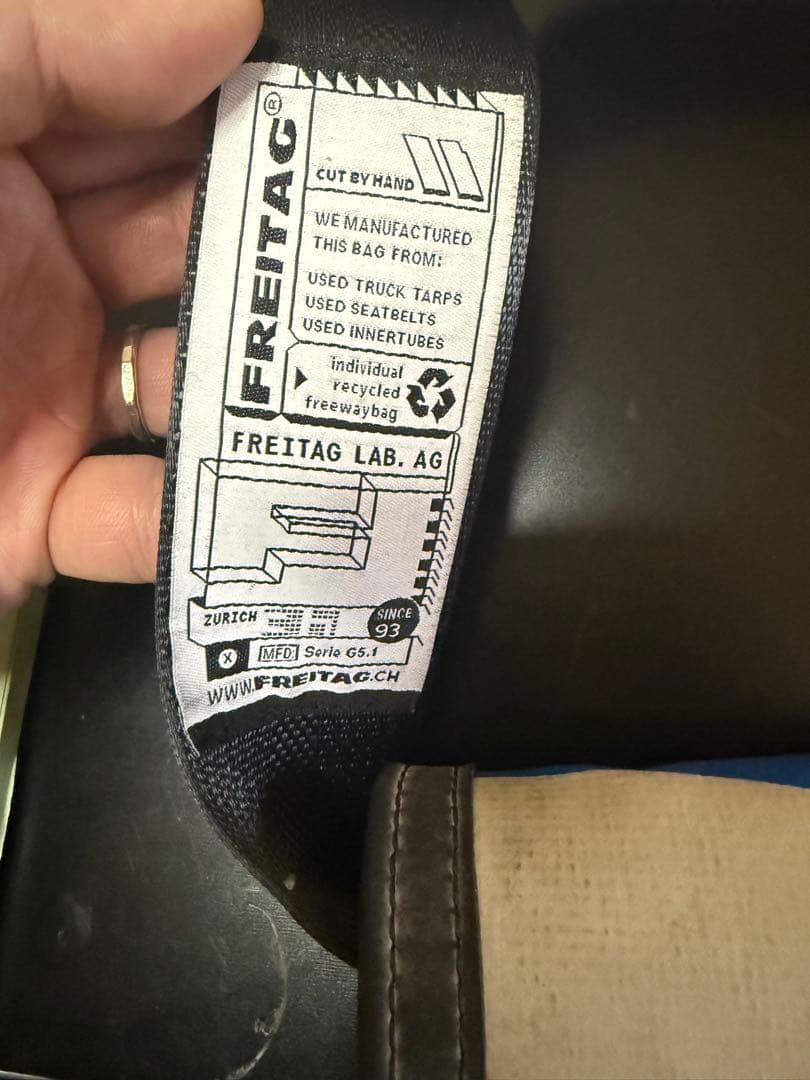 FREITAG®
CUT BY HAND
WE MANUFACTURED
THIS BAG FROM:
USED TRUCK TARPS
USED SEATBELTS
USED INNERTUBES
individual
recycled
freewaybag
FREITAG LAB. AG
ZURICH
SINCE
93
X MFD: Serie G5.1
WWW.FREITAG.CH